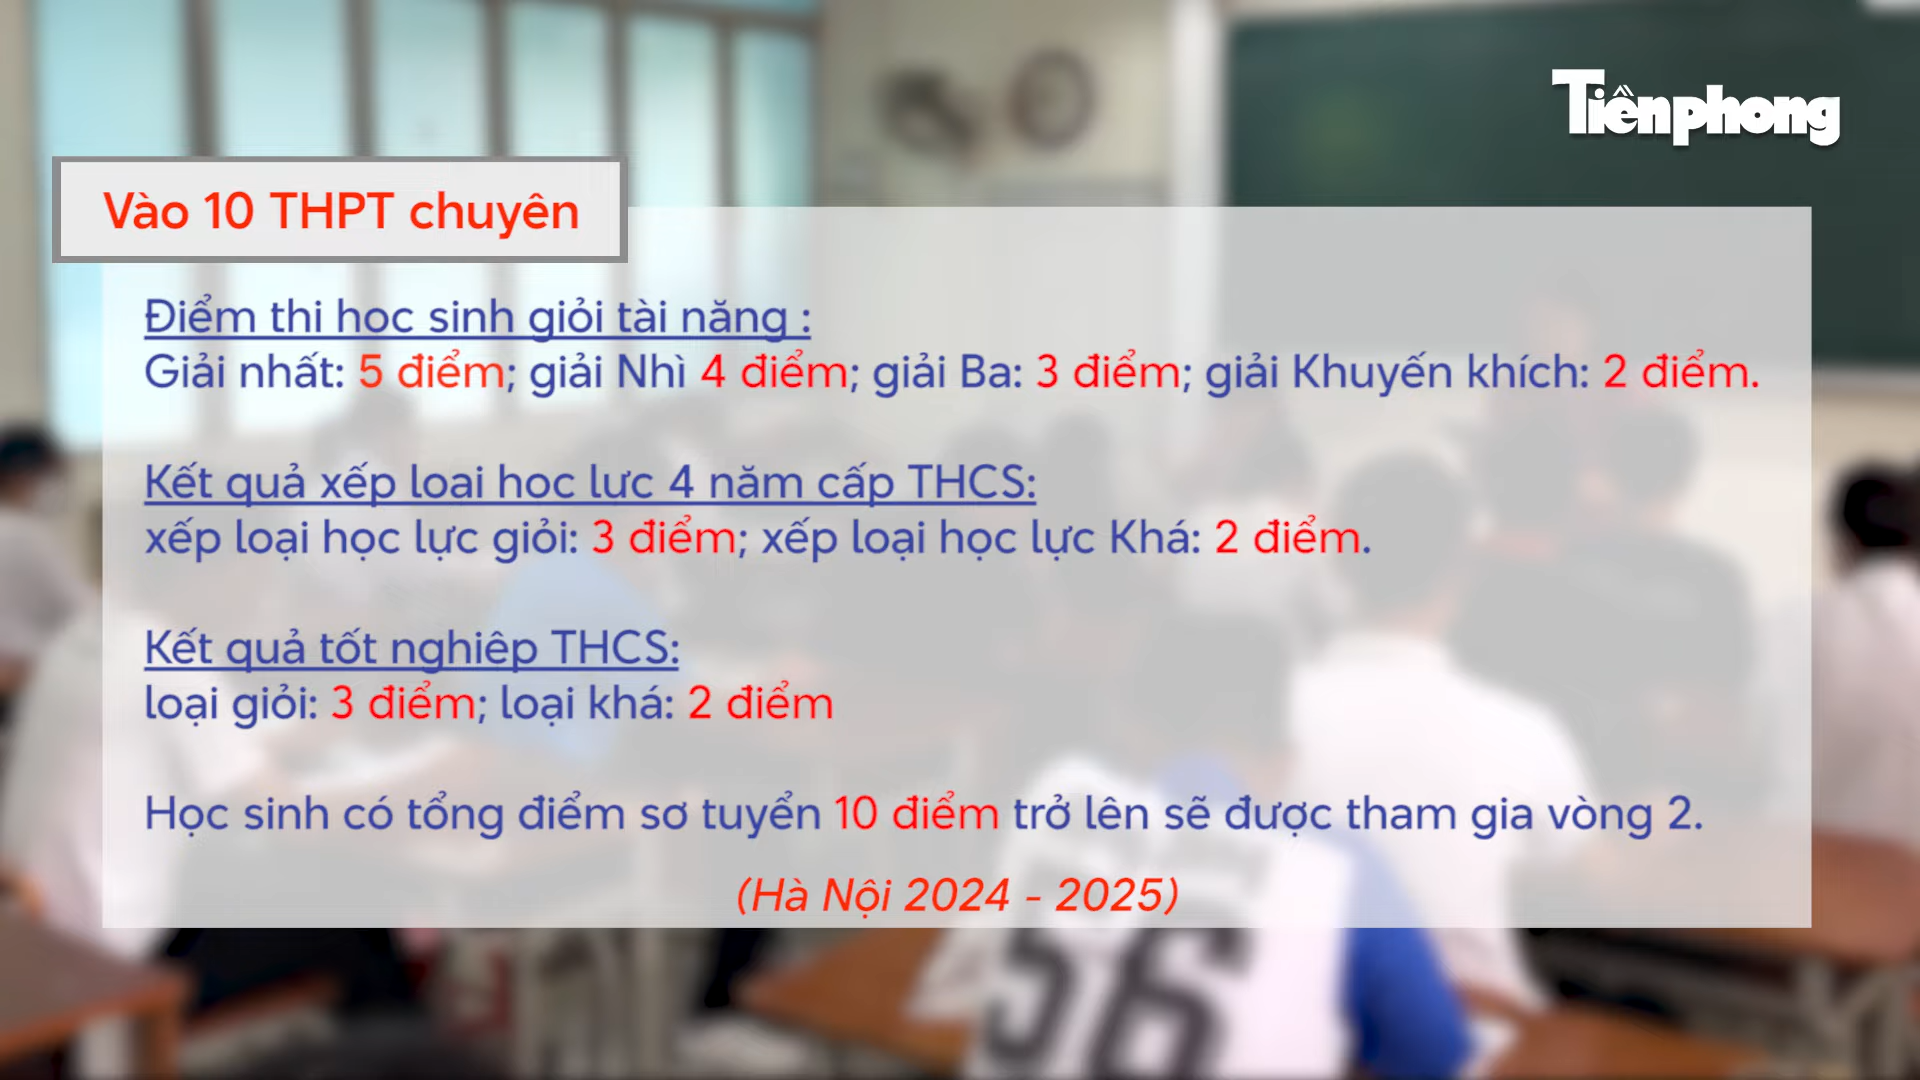 Tiềnphong
Vào 10 THPT chuyên
Điểm thi học sinh giỏi tài năng :
Giải nhất: 5 điểm; giải Nhì 4 điểm; giải Ba: 3 điểm; giải Khuyến khích: 2 điểm.
Kết quả xếp loại học lực 4 năm cấp THCS:
xếp loại học lực giỏi: 3 điểm; xếp loại học lực Khá: 2 điểm.
Kết quả tốt nghiệp THCS:
loại giỏi: 3 điểm; loại khá: 2 điểm
Học sinh có tổng điểm sơ tuyển 10 điểm trở lên sẽ được tham gia vòng 2.
(Hà Nội 2024 - 2025)
56